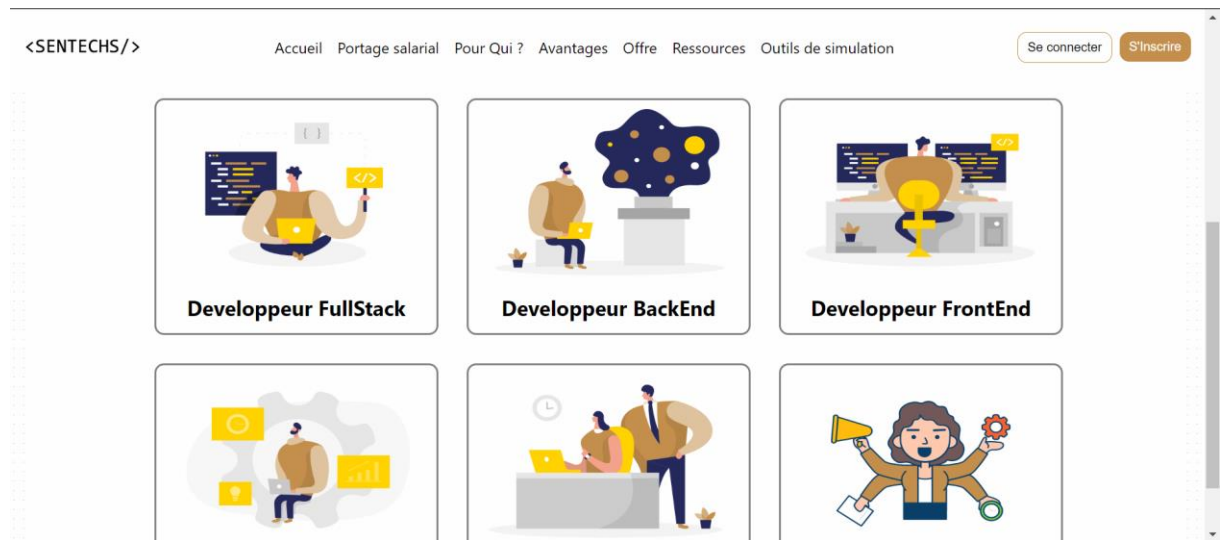 <SENTECHS/>
Accueil Portage salarial Pour Qui ? Avantages Offre Ressources Outils de simulation
Se connecter
S'Inscrire
{ }
</>
</>
Developpeur FullStack
Developpeur BackEnd
Developpeur FrontEnd